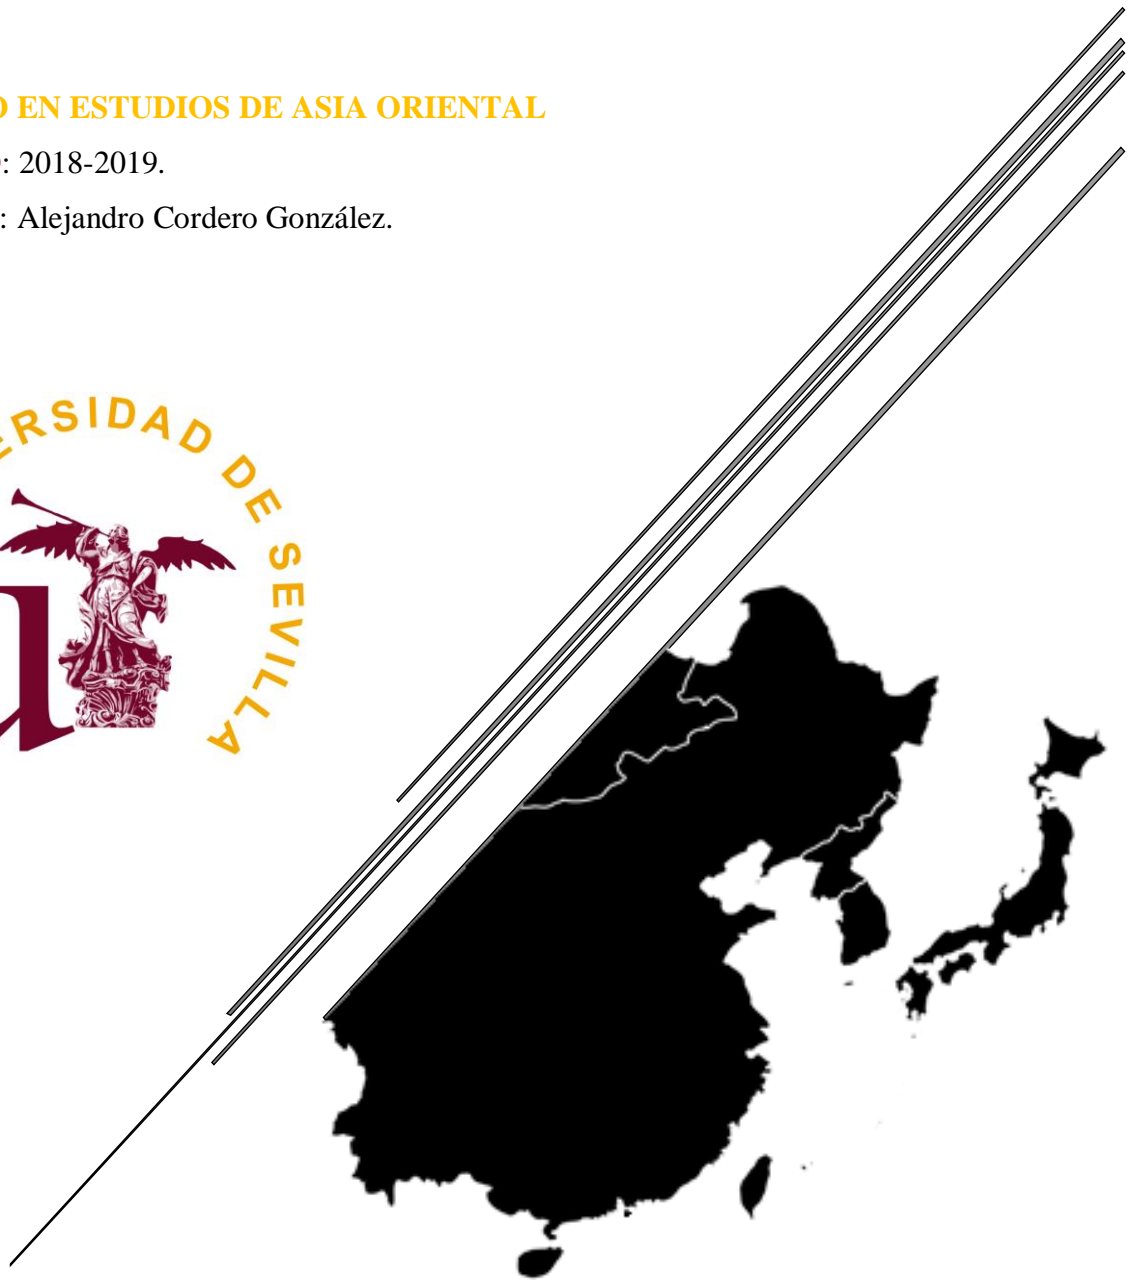 EN ESTUDIOS DE ASIA ORIENTAL
: 2018-2019.
: Alejandro Cordero González.
ERSIDAD DE SEVILLA